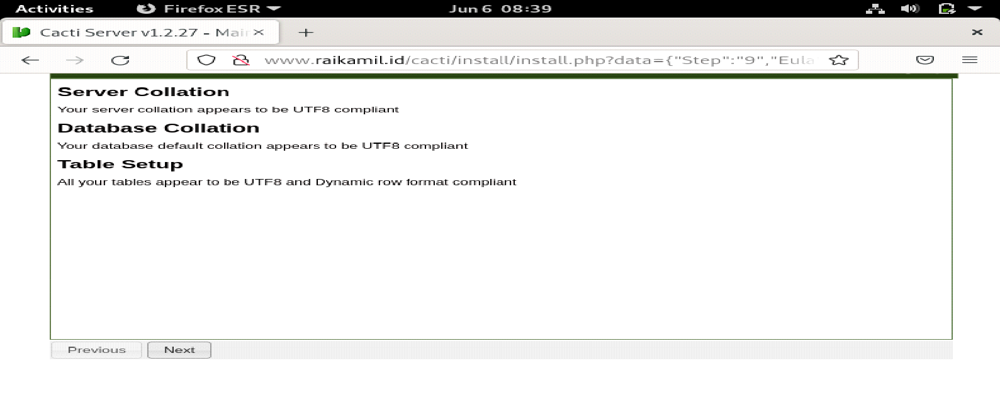 Activities Firefox ESR Jun 6 08:39
Cacti Server v1.2.27 - Mai
www.raikamil.id/cacti/install/install.php?data={"Step":"9","Eula
Server Collation
Your server collation appears to be UTF8 compliant
Database Collation
Your database default collation appears to be UTF8 compliant
Table Setup
All your tables appear to be UTF8 and Dynamic row format compliant
Previous Next